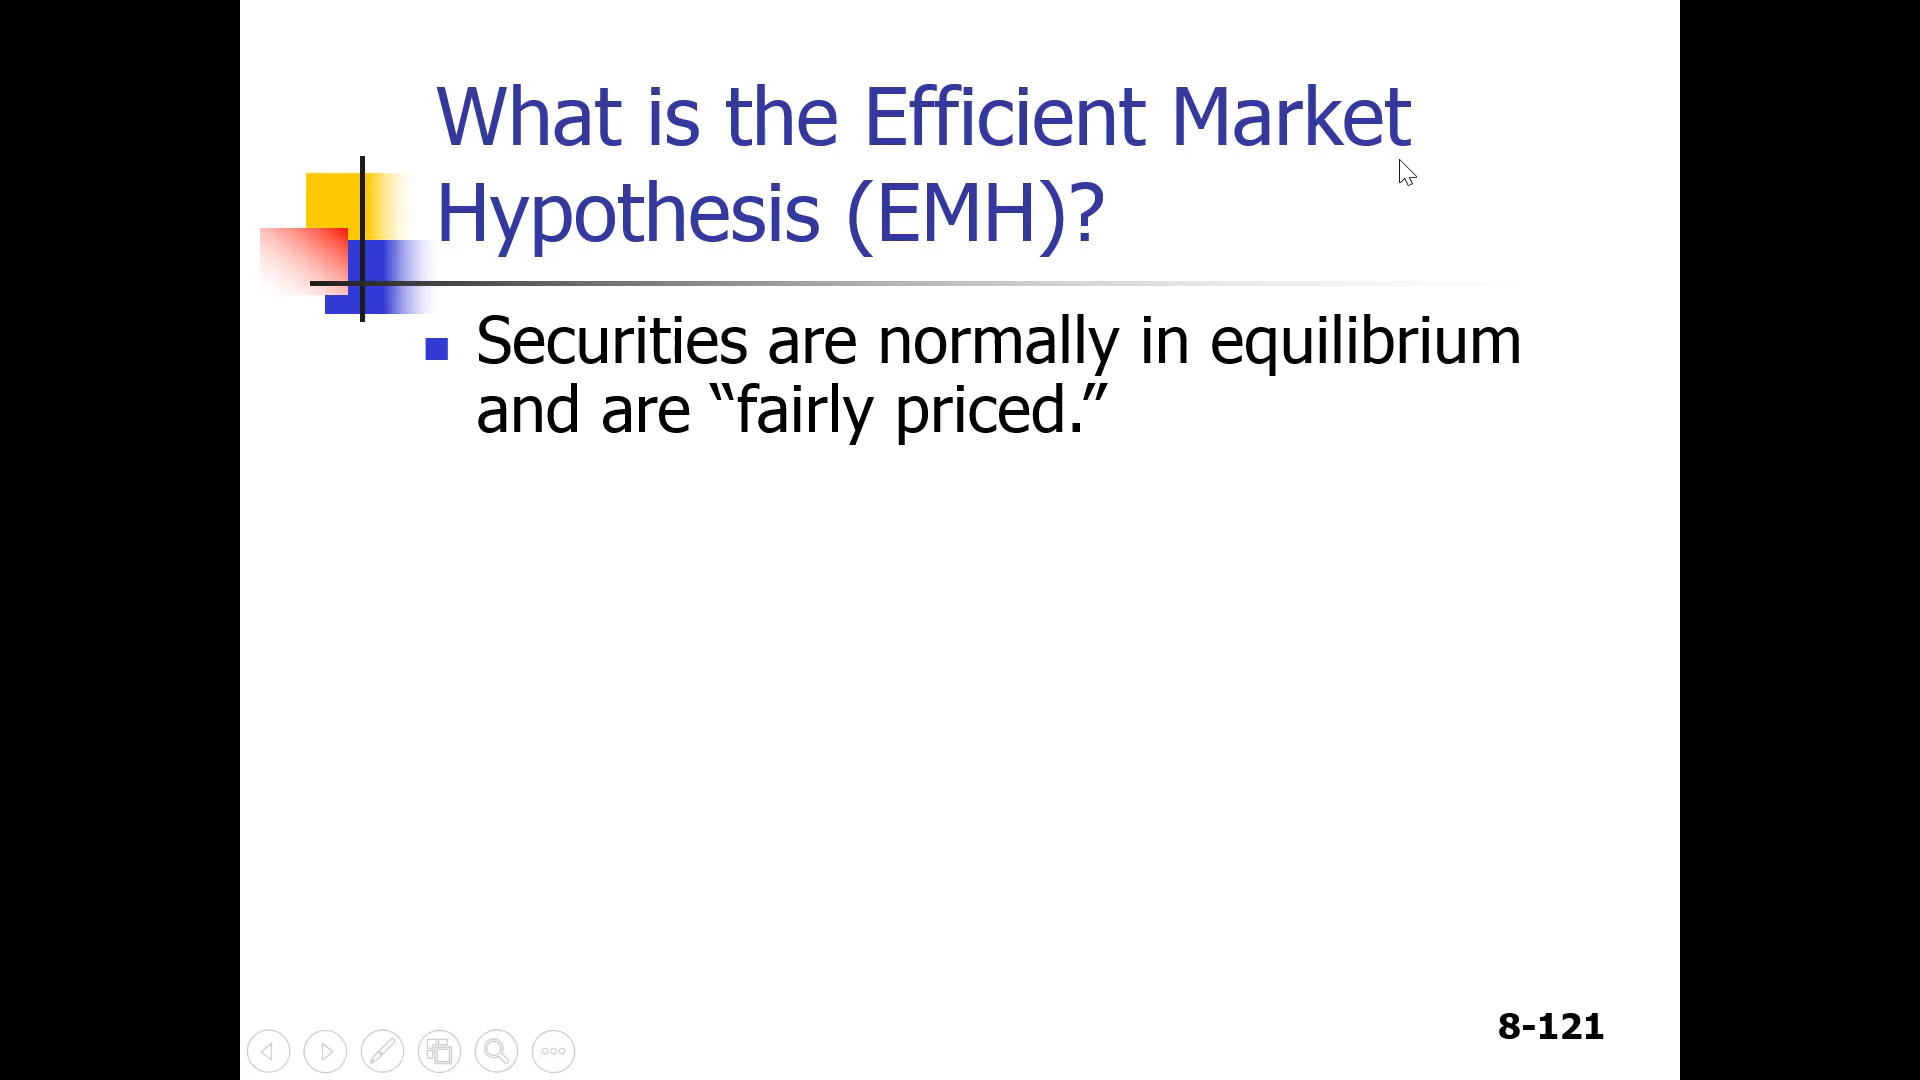 What is the Efficient Market
Hypothesis (EMH)?
Securities are normally in equilibrium
and are “fairly priced.”
8-121